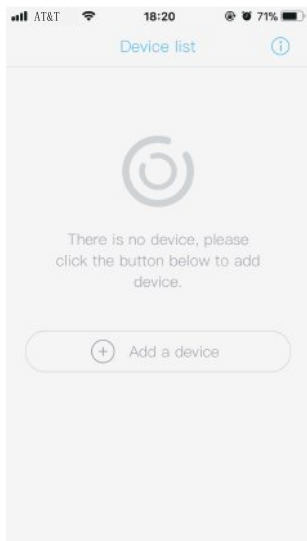 AT&T 18:20 71%
Device list
There is no device, please
click the button below to add
device.
Add a device